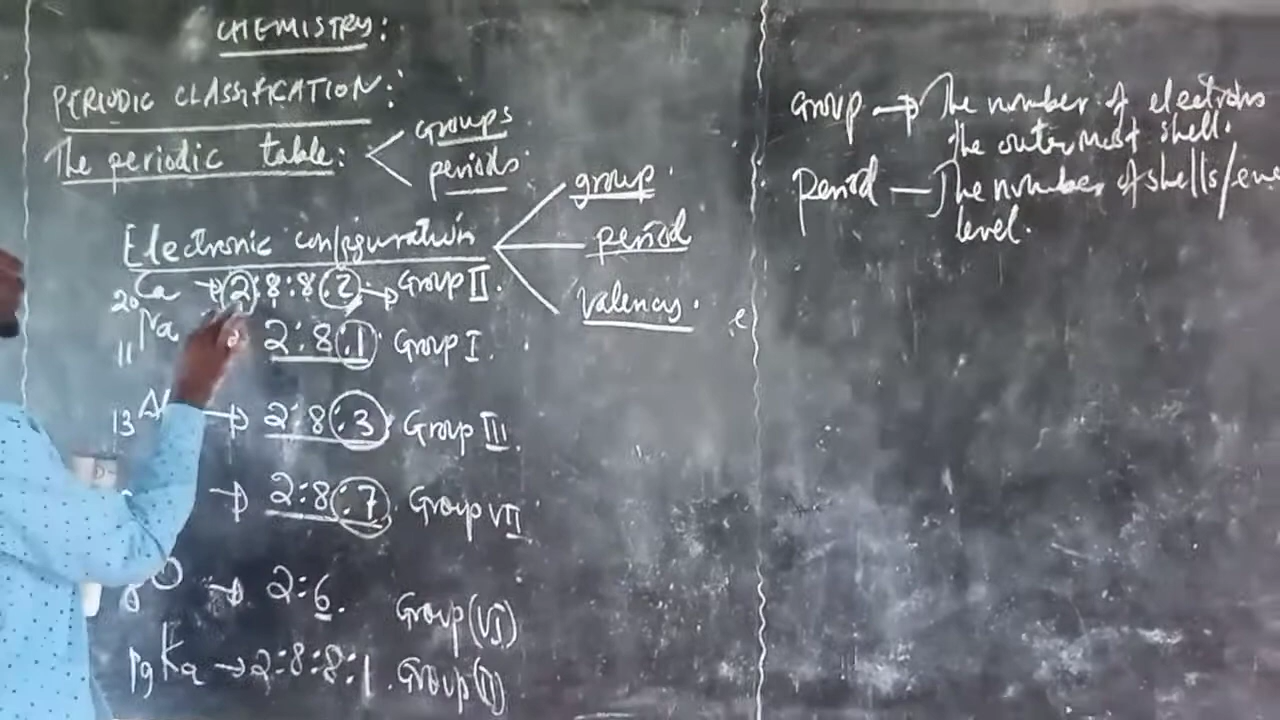 CHEMISTRY:
PERIODIC CLASSIFICATION:
The periodic table:
groups
periods
Electronic configuration
group
period
Valency.
20Ca → 2:8:8:2 → Group II.
11Na 2:8:1 Group I.
13Al → 2:8:3 Group III.
→ 2:8:7 Group VII
8O → 2:6. Group (VI)
19Ka → 2:8:8:1. Group
e
Group → The number of electrons
the outermost shell.
Period — The number of shells/
level.